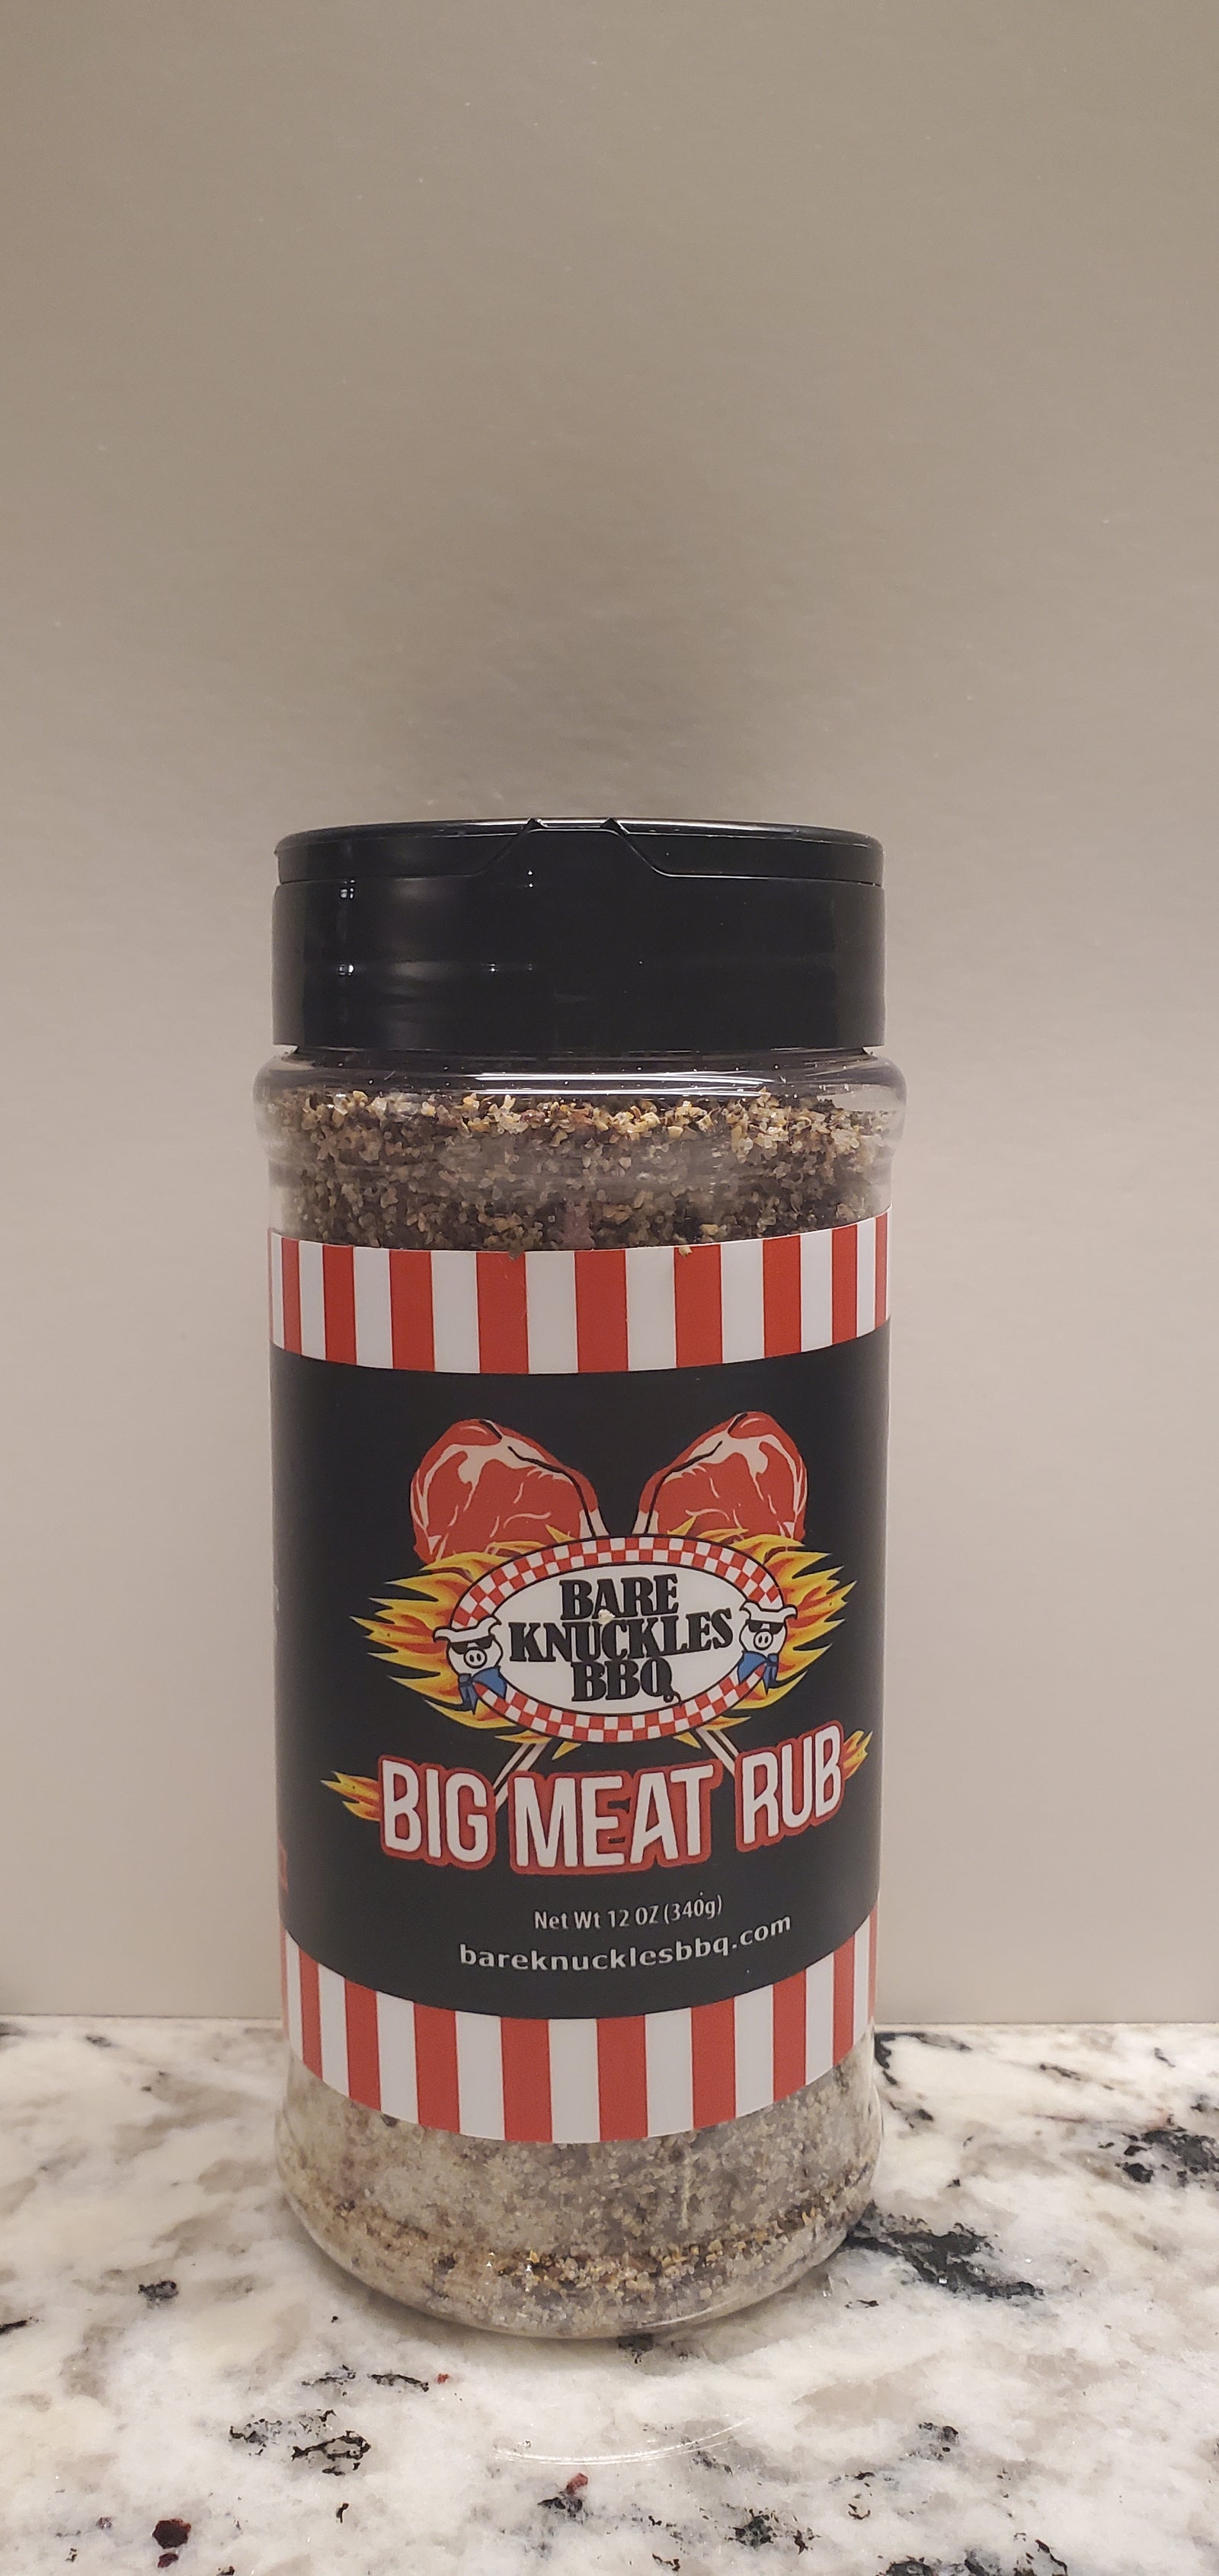 BARE
KNUCKLES
BBQ
BIG MEAT RUB
Net Wt 12 OZ (340g)
bareknucklesbbq.com